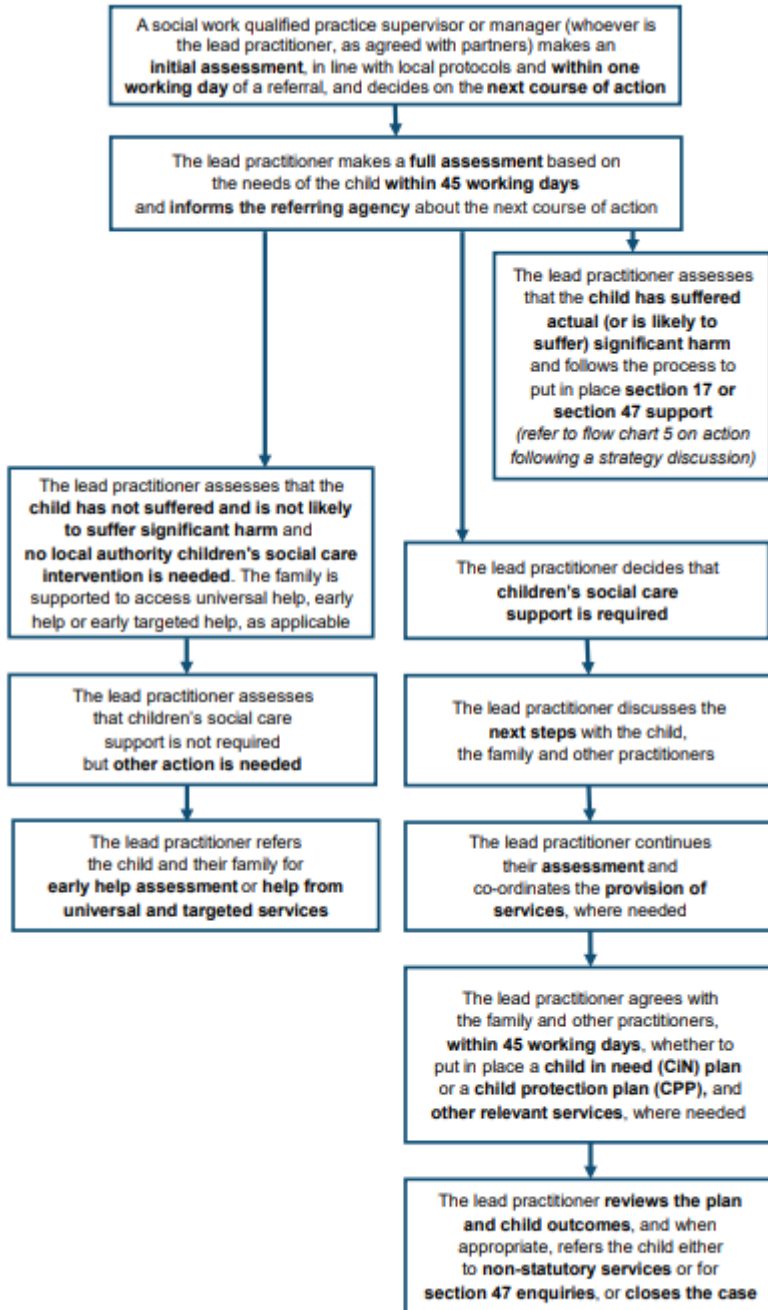 A social work qualified practice supervisor or manager (whoever is
the lead practitioner, as agreed with partners) makes an
initial assessment, in line with local protocols and within one
working day of a referral, and decides on the next course of action
The lead practitioner makes a full assessment based on
the needs of the child within 45 working days
and informs the referring agency about the next course of action
The lead practitioner assesses
that the child has suffered
actual (or is likely to
suffer) significant harm
and follows the process to
put in place section 17 or
section 47 support
(refer to flow chart 5 on action
following a strategy discussion)
The lead practitioner assesses that the
child has not suffered and is not likely
to suffer significant harm and
no local authority children's social care
intervention is needed. The family is
supported to access universal help, early
help or early targeted help, as applicable
The lead practitioner assesses
that children's social care
support is not required
but other action is needed
The lead practitioner refers
the child and their family for
early help assessment or help from
universal and targeted services
The lead practitioner decides that
children's social care
support is required
The lead practitioner discusses the
next steps with the child,
the family and other practitioners
The lead practitioner continues
their assessment and
co-ordinates the provision of
services, where needed
The lead practitioner agrees with
the family and other practitioners,
within 45 working days, whether to
put in place a child in need (CiN) plan
or a child protection plan (CPP), and
other relevant services, where needed
The lead practitioner reviews the plan
and child outcomes, and when
appropriate, refers the child either
to non-statutory services or for
section 47 enquiries, or closes the case